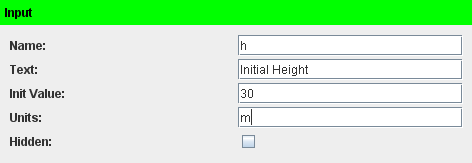 Input
Name: h
Text: Initial Height
Init Value: 30
Units: m
Hidden: